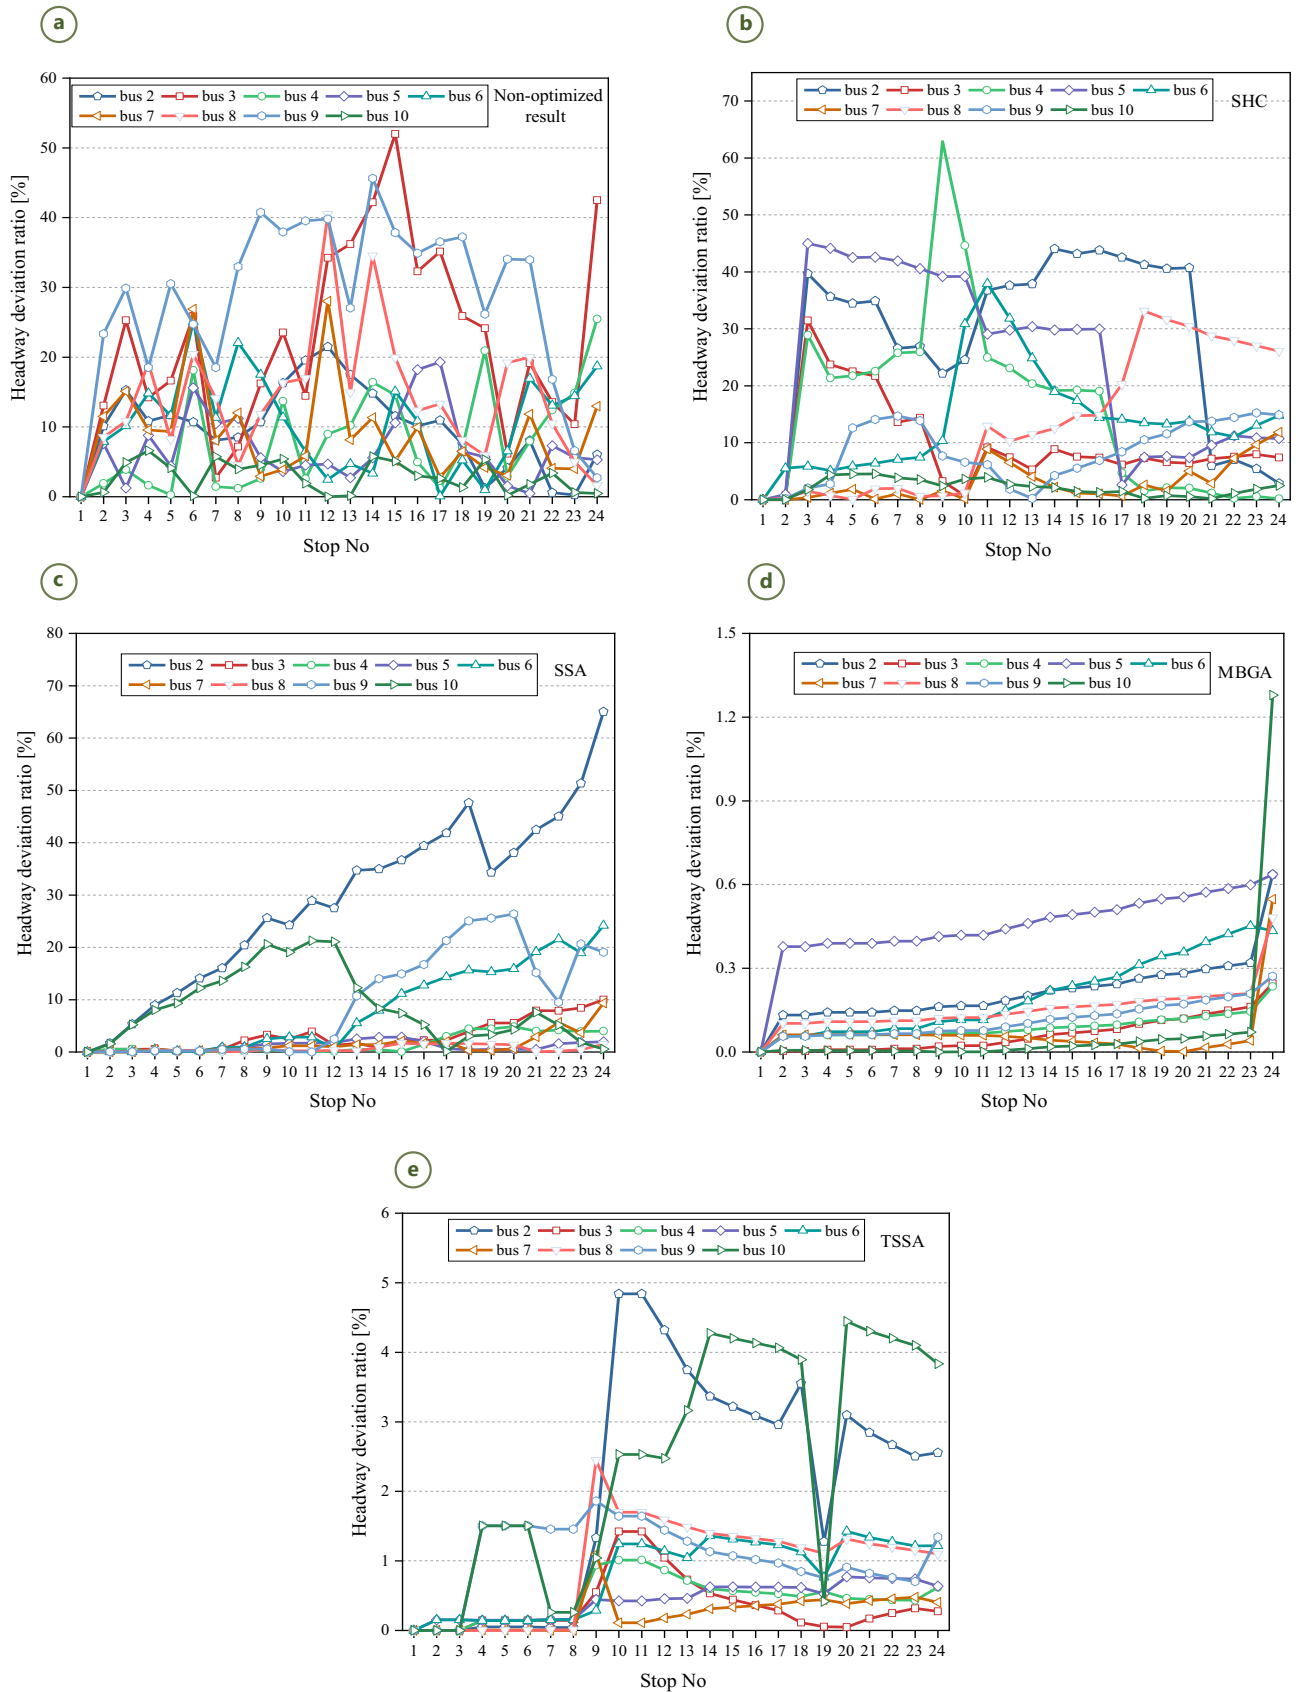 a
60
50
40
30
20
10
0
Headway deviation ratio [%]
bus 2 bus 3 bus 4 bus 5 bus 6
bus 7 bus 8 bus 9 bus 10
Non-optimized
result
1 2 3 4 5 6 7 8 9 10 11 12 13 14 15 16 17 18 19 20 21 22 23 24
Stop No
b
70
60
50
40
30
20
10
0
Headway deviation ratio [%]
bus 2 bus 3 bus 4 bus 5 bus 6
bus 7 bus 8 bus 9 bus 10
SHC
1 2 3 4 5 6 7 8 9 10 11 12 13 14 15 16 17 18 19 20 21 22 23 24
Stop No
c
80
70
60
50
40
30
20
10
0
Headway deviation ratio [%]
bus 2 bus 3 bus 4 bus 5 bus 6
bus 7 bus 8 bus 9 bus 10
SSA
1 2 3 4 5 6 7 8 9 10 11 12 13 14 15 16 17 18 19 20 21 22 23 24
Stop No
d
1.5
1.2
0.9
0.6
0.3
0.0
Headway deviation ratio [%]
bus 2 bus 3 bus 4 bus 5 bus 6
bus 7 bus 8 bus 9 bus 10
MBGA
1 2 3 4 5 6 7 8 9 10 11 12 13 14 15 16 17 18 19 20 21 22 23 24
Stop No
e
6
5
4
3
2
1
0
Headway deviation ratio [%]
bus 2 bus 3 bus 4 bus 5 bus 6
bus 7 bus 8 bus 9 bus 10
TSSA
1 2 3 4 5 6 7 8 9 10 11 12 13 14 15 16 17 18 19 20 21 22 23 24
Stop No